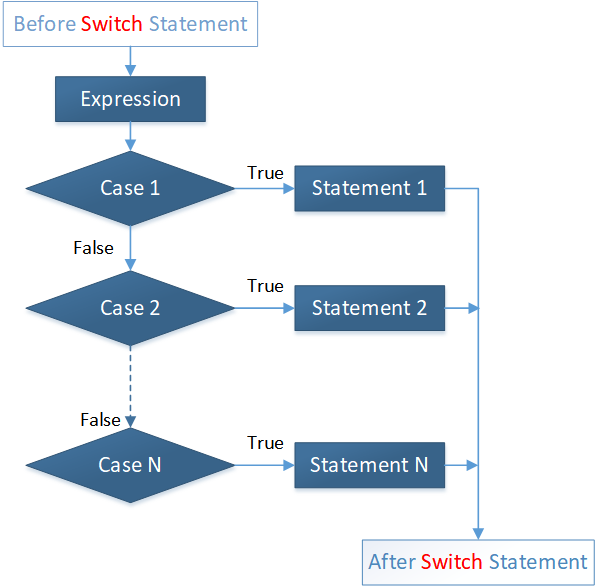 Before Switch Statement
Expression
Case 1
True
Statement 1
False
Case 2
True
Statement 2
False
Case N
True
Statement N
After Switch Statement